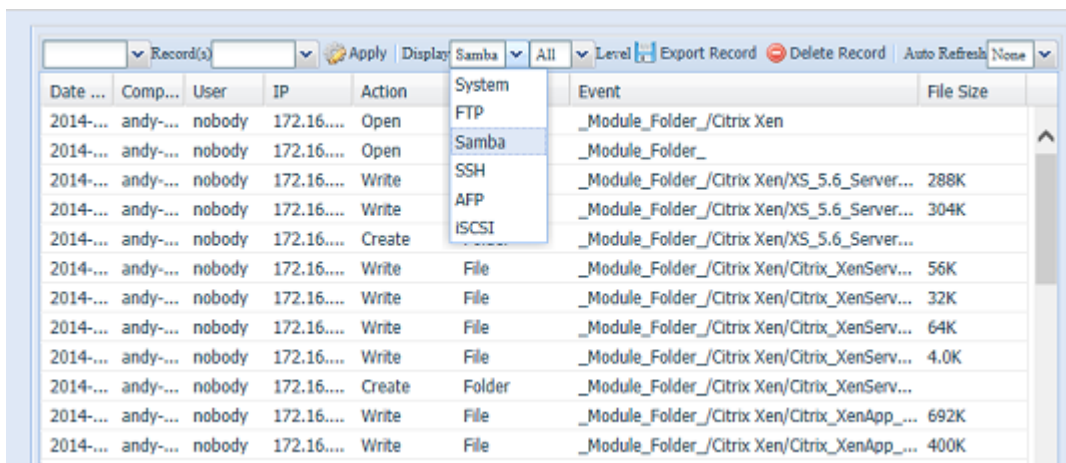 Record(s) Apply Display Samba All Level Export Record Delete Record Auto Refresh None
Date ... Comp... User IP Action Event File Size
System
FTP
Samba
SSH
AFP
iSCSI
2014-... andy-... nobody 172.16.... Open _Module_Folder_/Citrix Xen
2014-... andy-... nobody 172.16.... Open _Module_Folder_
2014-... andy-... nobody 172.16.... Write _Module_Folder_/Citrix Xen/XS_5.6_Server... 288K
2014-... andy-... nobody 172.16.... Write _Module_Folder_/Citrix Xen/XS_5.6_Server... 304K
2014-... andy-... nobody 172.16.... Create _Module_Folder_/Citrix Xen/XS_5.6_Server...
2014-... andy-... nobody 172.16.... Write File _Module_Folder_/Citrix Xen/Citrix_XenServ... 56K
2014-... andy-... nobody 172.16.... Write File _Module_Folder_/Citrix Xen/Citrix_XenServ... 32K
2014-... andy-... nobody 172.16.... Write File _Module_Folder_/Citrix Xen/Citrix_XenServ... 64K
2014-... andy-... nobody 172.16.... Write File _Module_Folder_/Citrix Xen/Citrix_XenServ... 4.0K
2014-... andy-... nobody 172.16.... Create Folder _Module_Folder_/Citrix Xen/Citrix_XenServ...
2014-... andy-... nobody 172.16.... Write File _Module_Folder_/Citrix Xen/Citrix_XenApp_... 692K
2014-... andy-... nobody 172.16.... Write File _Module_Folder_/Citrix Xen/Citrix_XenApp_... 400K